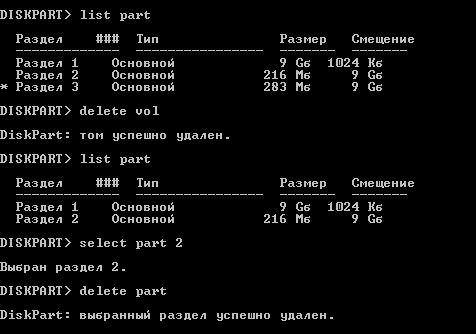 DISKPART> list part
Раздел ### Тип Размер Смещение
------------- ---------------- ------- -------
Раздел 1 Основной 9 Gб 1024 Kб
Раздел 2 Основной 216 Mб 9 Gб
* Раздел 3 Основной 283 Mб 9 Gб
DISKPART> delete vol
DiskPart: том успешно удален.
DISKPART> list part
Раздел ### Тип Размер Смещение
------------- ---------------- ------- -------
Раздел 1 Основной 9 Gб 1024 Kб
Раздел 2 Основной 216 Mб 9 Gб
DISKPART> select part 2
Выбран раздел 2.
DISKPART> delete part
DiskPart: выбранный раздел успешно удален.